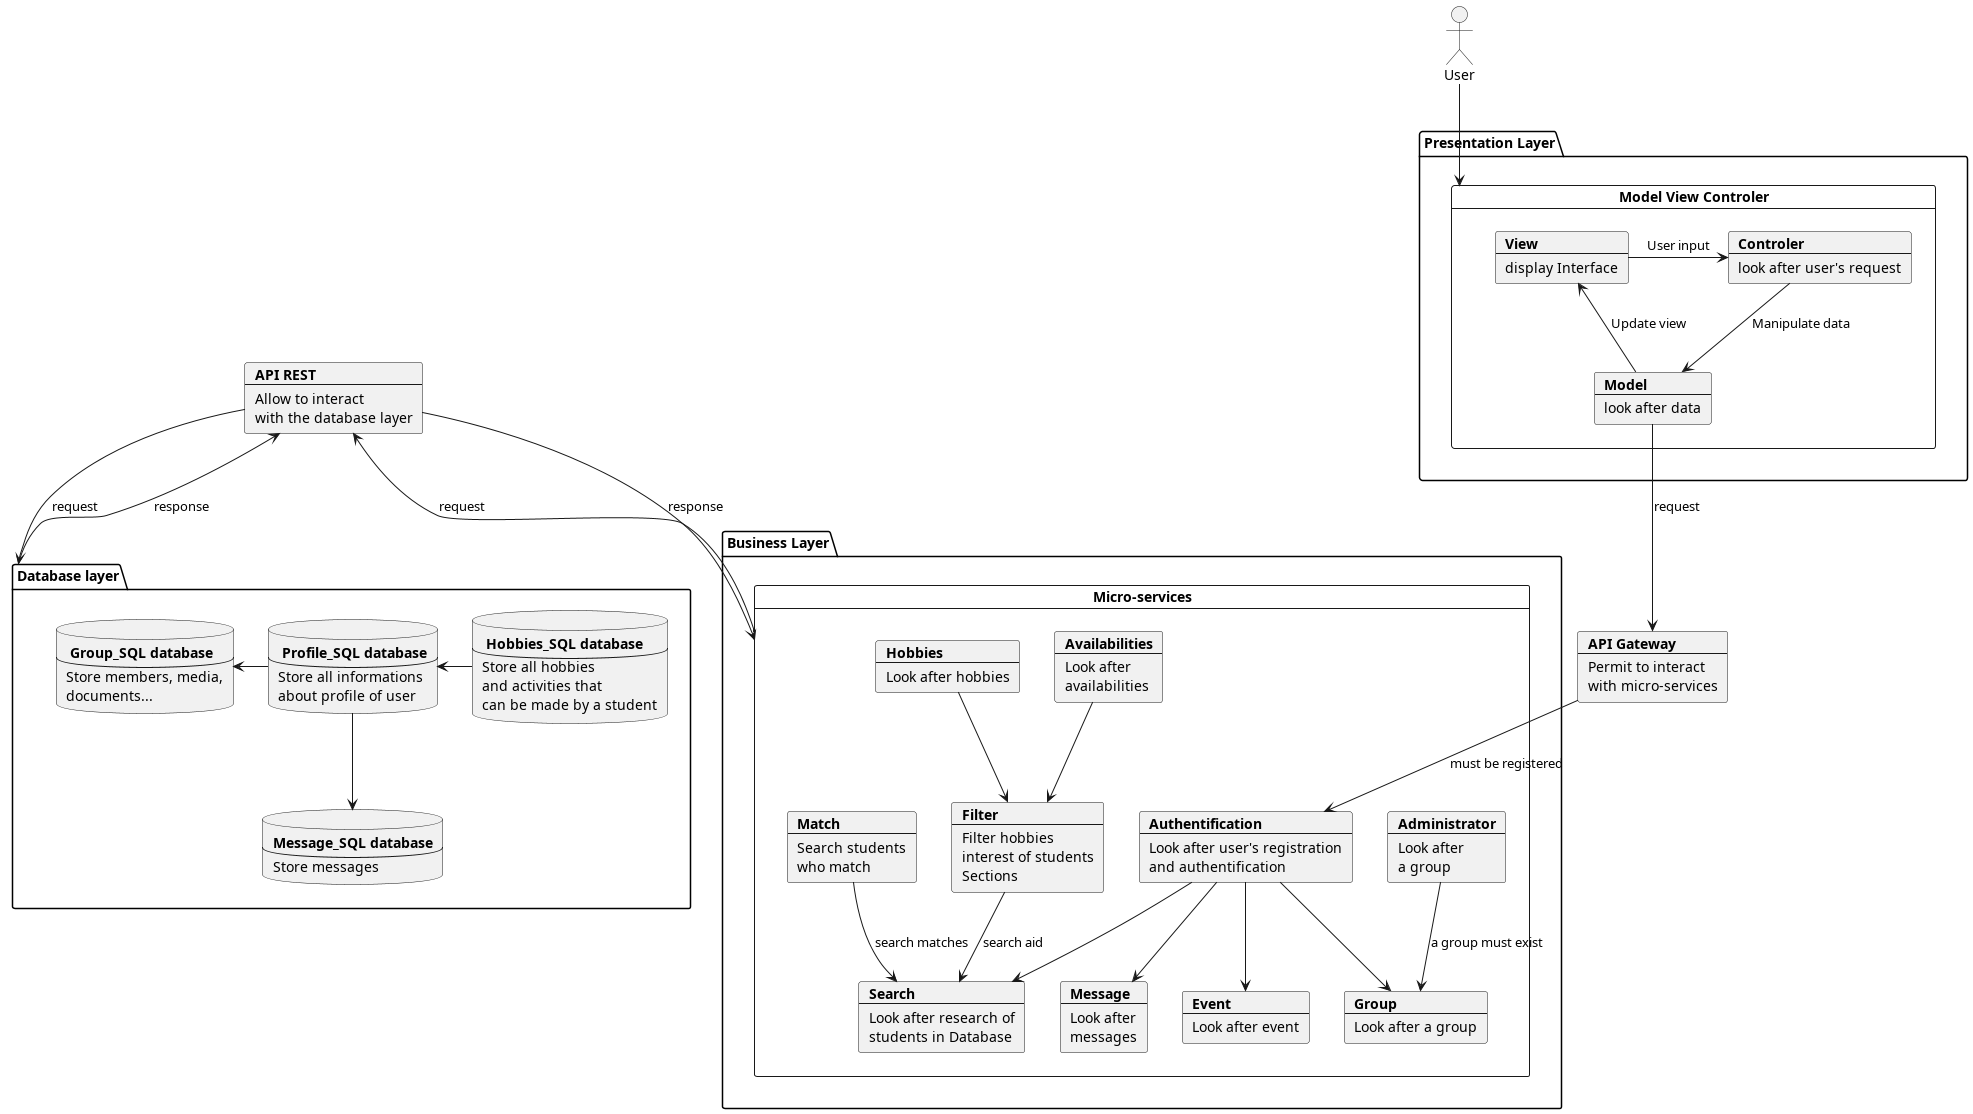 User
Presentation Layer
Model View Controler
View
display Interface
User input
Controler
look after user's request
Update view
Manipulate data
Model
look after data
request
API REST
Allow to interact
with the database layer
request
response
request
response
Database layer
Group_SQL database
Store members, media,
documents...
Profile_SQL database
Store all informations
about profile of user
Hobbies_SQL database
Store all hobbies
and activities that
can be made by a student
Message_SQL database
Store messages
Business Layer
Micro-services
Hobbies
Look after hobbies
Availabilities
Look after
availabilities
API Gateway
Permit to interact
with micro-services
must be registered
Match
Search students
who match
Filter
Filter hobbies
interest of students
Sections
Authentification
Look after user's registration
and authentification
Administrator
Look after
a group
search matches
search aid
a group must exist
Search
Look after research of
students in Database
Message
Look after
messages
Event
Look after event
Group
Look after a group